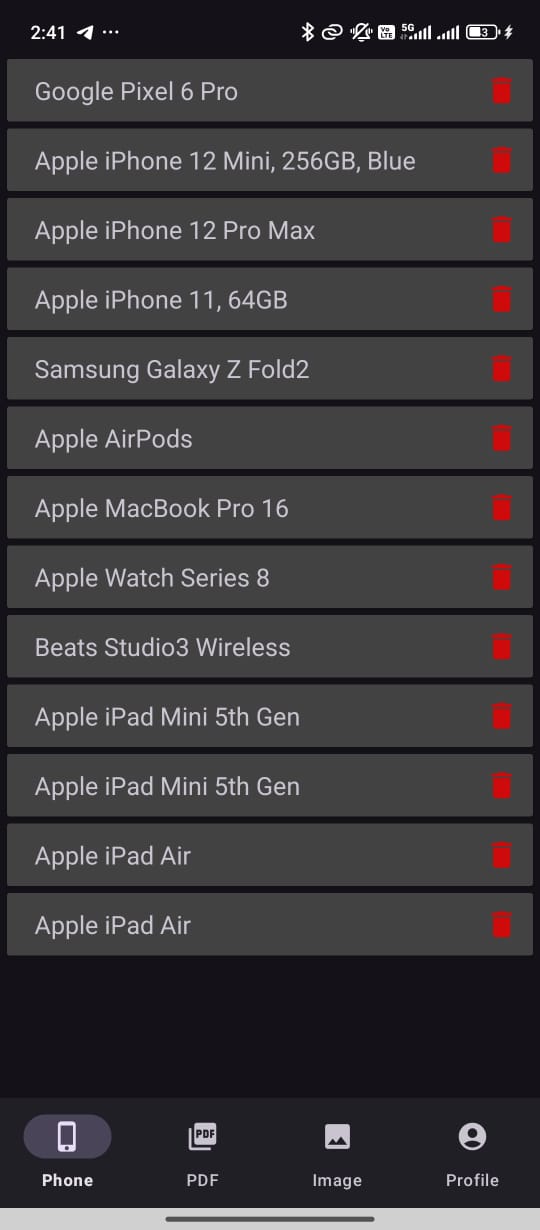 2:41
Vo LTE
5G
3
Google Pixel 6 Pro
Apple iPhone 12 Mini, 256GB, Blue
Apple iPhone 12 Pro Max
Apple iPhone 11, 64GB
Samsung Galaxy Z Fold2
Apple AirPods
Apple MacBook Pro 16
Apple Watch Series 8
Beats Studio3 Wireless
Apple iPad Mini 5th Gen
Apple iPad Mini 5th Gen
Apple iPad Air
Apple iPad Air
PDF
Phone PDF Image Profile